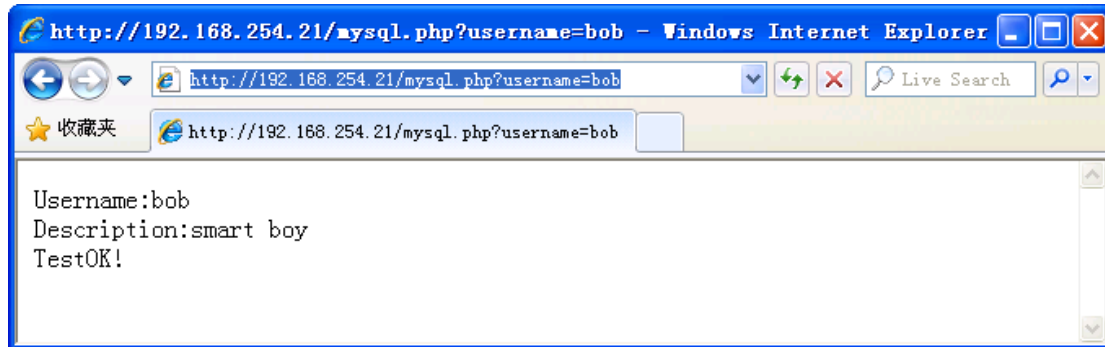 http://192.168.254.21/mysql.php?username=bob - Windows Internet Explorer
http://192.168.254.21/mysql.php?username=bob
Live Search
收藏夹
http://192.168.254.21/mysql.php?username=bob
Username:bob
Description:smart boy
TestOK!